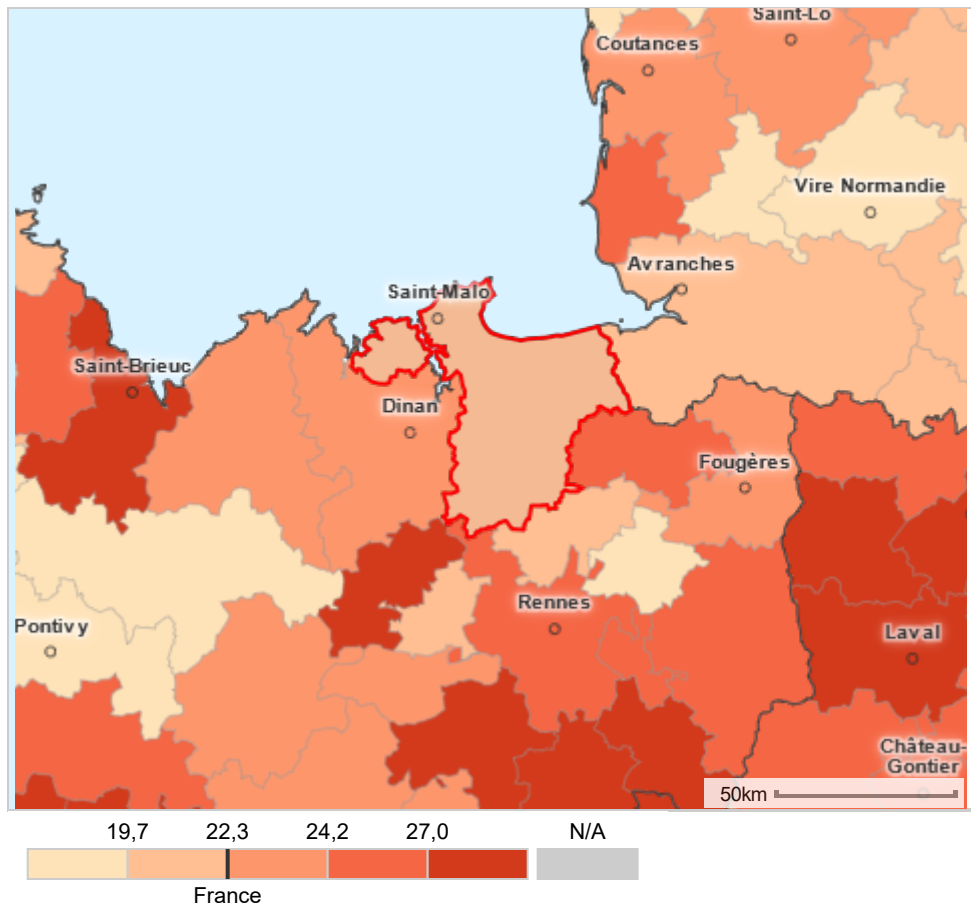 Saint-Lo
Coutances
Vire Normandie
Avranches
Saint-Malo
Saint-Brieuc
Dinan
Fougères
Rennes
Pontivy
Laval
Château-
Gontier
50km
19,7 22,3 24,2 27,0 N/A
France